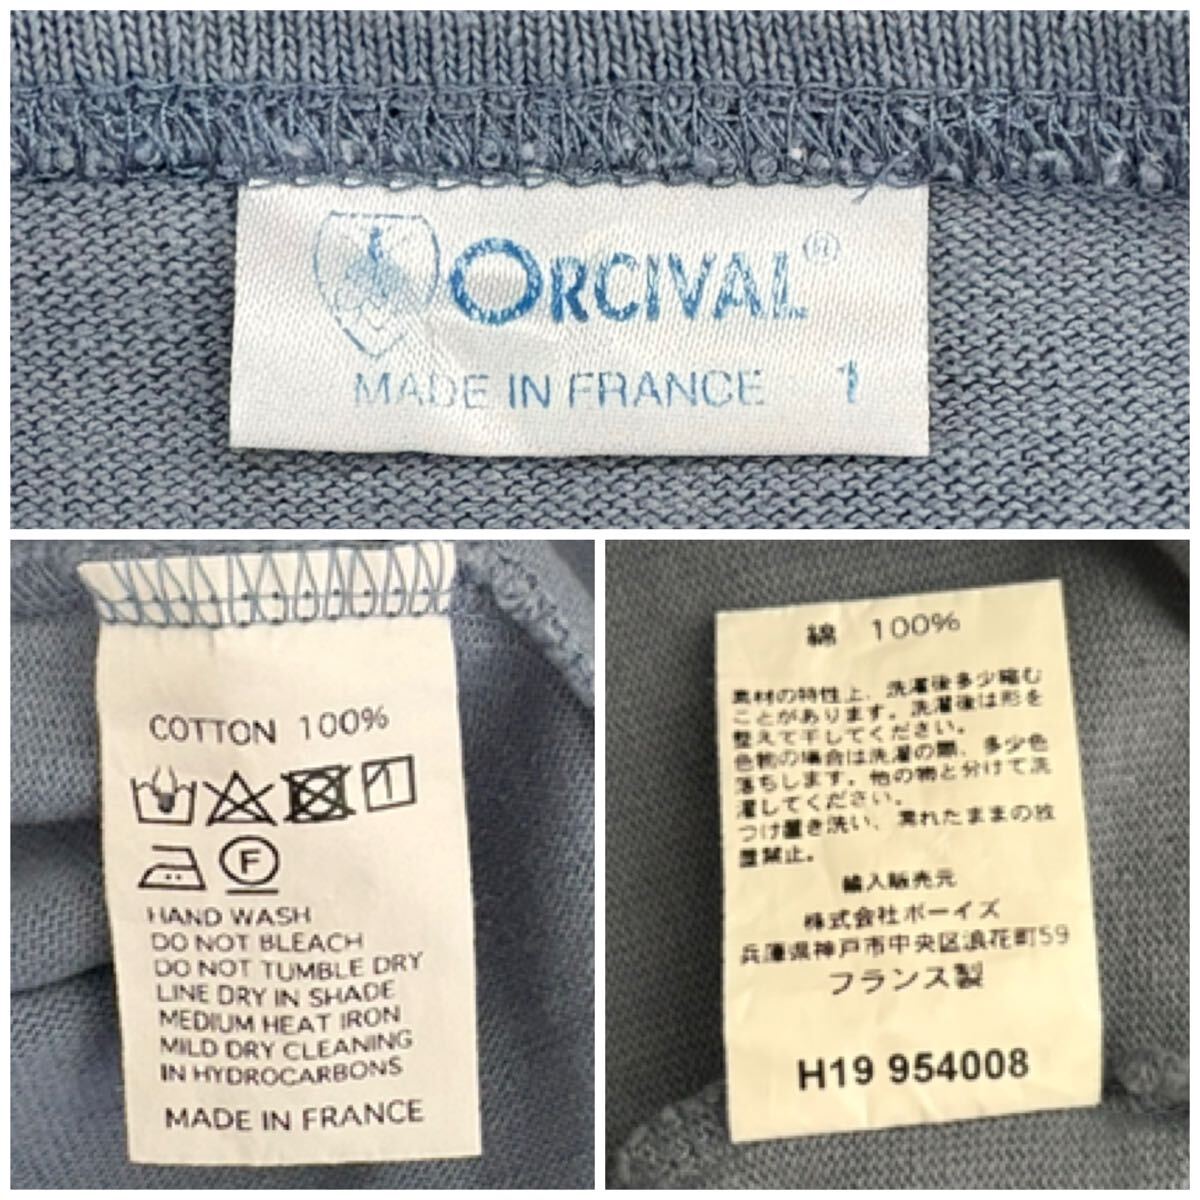 ORCIVAL®
MADE IN FRANCE 1
COTTON 100%
F
HAND WASH
DO NOT BLEACH
DO NOT TUMBLE DRY
LINE DRY IN SHADE
MEDIUM HEAT IRON
MILD DRY CLEANING
IN HYDROCARBONS
MADE IN FRANCE
綿 100%
素材の特性上、洗濯後多少縮む
ことがあります。洗濯後は形を
整えて干してください。
色物の場合は洗濯の際、多少色
落ちします。他の物と分けて洗
濯してください。
つけ置き洗い、濡れたままの放
置禁止。
輸入販売元
株式会社ボーイズ
兵庫県神戸市中央区浪花町59
フランス製
H19 954008